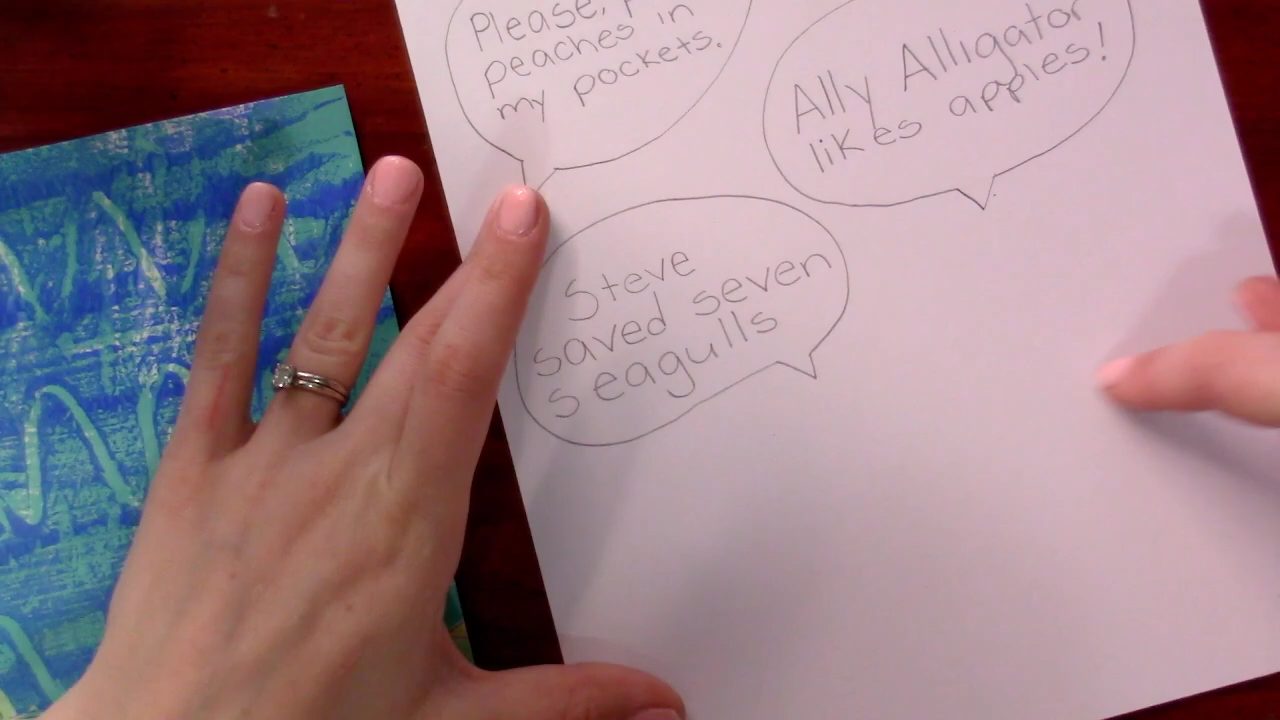 Please,
peaches in
my pockets.
Ally Alligator
likes apples!
Steve
saved seven
seagulls